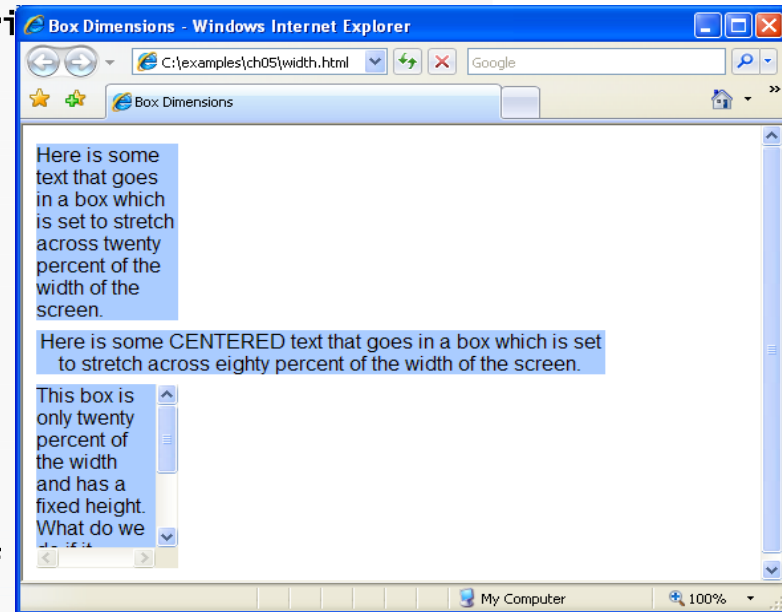 Box Dimensions - Windows Internet Explorer
C:\examples\ch05\width.html
Google
Box Dimensions
Here is some
text that goes
in a box which
is set to stretch
across twenty
percent of the
width of the
screen.
Here is some CENTERED text that goes in a box which is set
to stretch across eighty percent of the width of the screen.
This box is
only twenty
percent of
the width
and has a
fixed height.
What do we
do if it
My Computer
100%